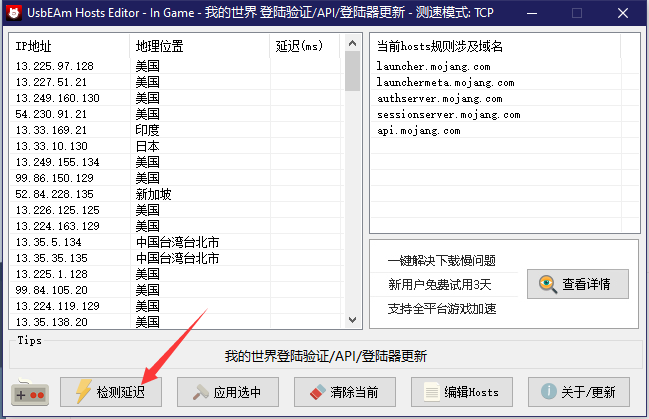 UsbEAm Hosts Editor - In Game - 我的世界 登陆验证/API/登陆器更新 - 测速模式: TCP
IP地址 地理位置 延迟(ms)
13.225.97.128 美国
13.227.51.21 美国
13.249.160.130 美国
54.230.91.21 美国
13.33.169.21 印度
13.33.10.130 日本
13.249.155.134 美国
99.86.150.129 美国
52.84.228.135 新加坡
13.226.125.125 美国
13.224.163.129 美国
13.35.5.134 中国台湾台北市
13.35.35.135 中国台湾台北市
13.225.1.128 美国
99.84.105.20 美国
13.224.119.129 美国
13.35.138.20 美国
当前hosts规则涉及域名
launcher.mojang.com
launchermeta.mojang.com
authserver.mojang.com
sessionserver.mojang.com
api.mojang.com
一键解决下载慢问题
新用户免费试用3天
支持全平台游戏加速
查看详情
Tips
我的世界登陆验证/API/登陆器更新
检测延迟
应用选中
清除当前
编辑Hosts
关于/更新